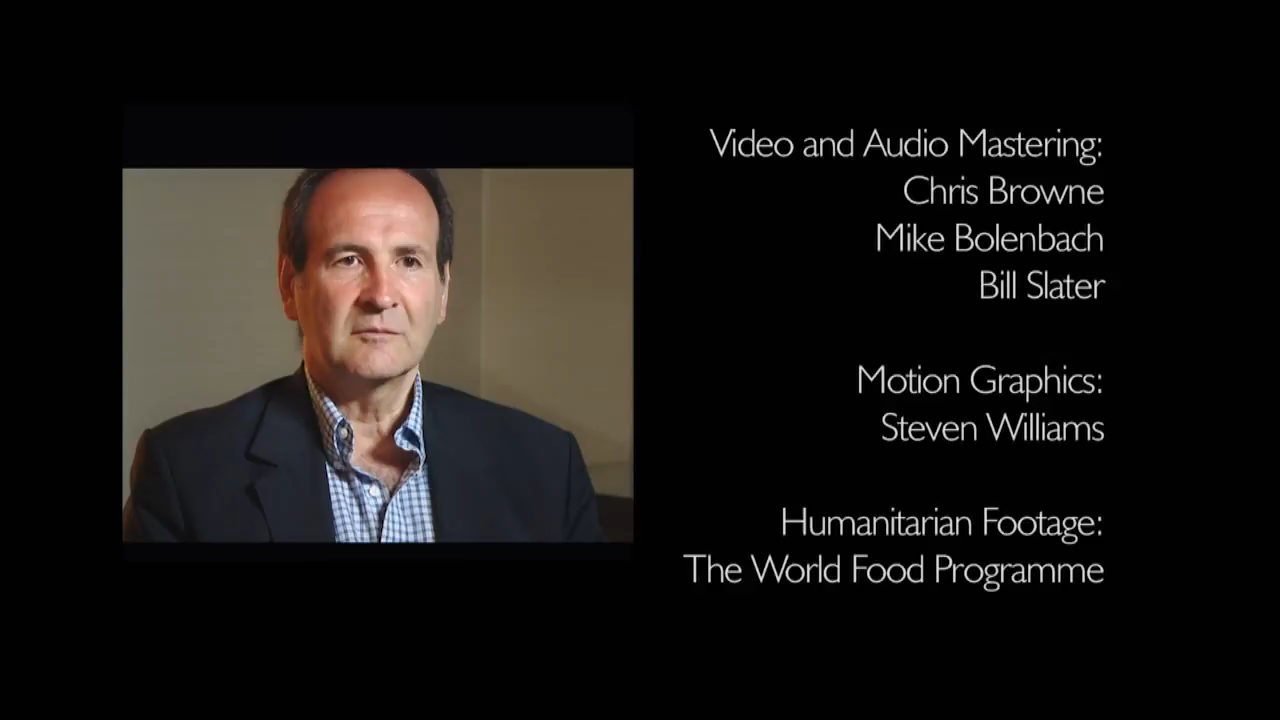 Video and Audio Mastering:
Chris Browne
Mike Bolenbach
Bill Slater
Motion Graphics:
Steven Williams
Humanitarian Footage:
The World Food Programme